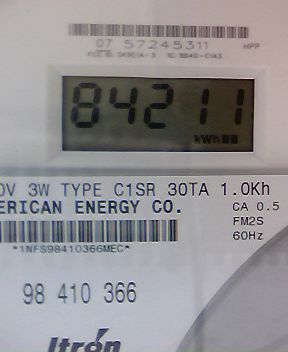 07 57245311 HPP
84211
kWh
0V 3W TYPE C1SR 30TA 1.0Kh
ERICAN ENERGY CO. CA 0.5
FM2S
60Hz
*1NFS98410366MEC*
98 410 366
Itron